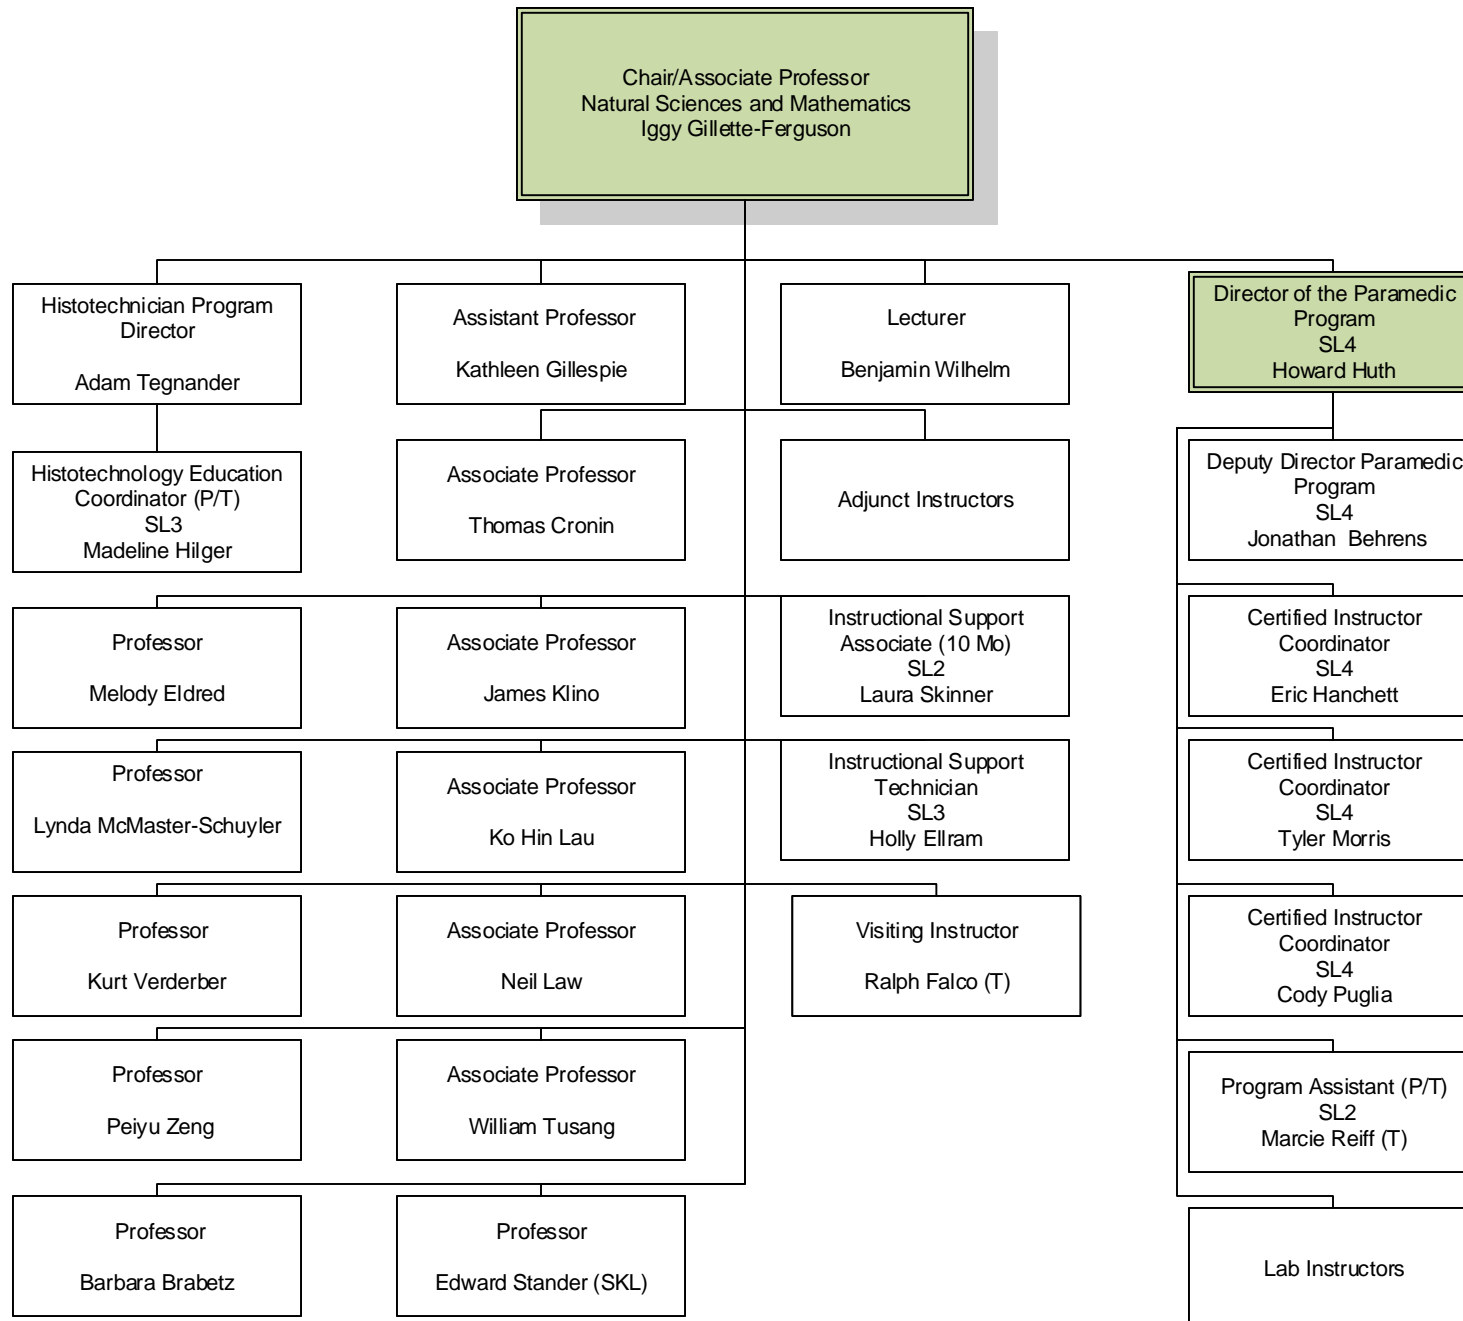 Chair/Associate Professor
Natural Sciences and Mathematics
Iggy Gillette-Ferguson
Histotechnician Program
Director
Adam Tegnander
Assistant Professor
Kathleen Gillespie
Lecturer
Benjamin Wilhelm
Director of the Paramedic
Program
SL4
Howard Huth
Histotechnology Education
Coordinator (P/T)
SL3
Madeline Hilger
Associate Professor
Thomas Cronin
Adjunct Instructors
Deputy Director Paramedic
Program
SL4
Jonathan Behrens
Professor
Melody Eldred
Associate Professor
James Klino
Instructional Support
Associate (10 Mo)
SL2
Laura Skinner
Certified Instructor
Coordinator
SL4
Eric Hanchett
Professor
Lynda McMaster-Schuyler
Associate Professor
Ko Hin Lau
Instructional Support
Technician
SL3
Holly Ellram
Certified Instructor
Coordinator
SL4
Tyler Morris
Professor
Kurt Verderber
Associate Professor
Neil Law
Visiting Instructor
Ralph Falco (T)
Certified Instructor
Coordinator
SL4
Cody Puglia
Professor
Peiyu Zeng
Associate Professor
William Tusang
Program Assistant (P/T)
SL2
Marcie Reiff (T)
Professor
Barbara Brabetz
Professor
Edward Stander (SKL)
Lab Instructors